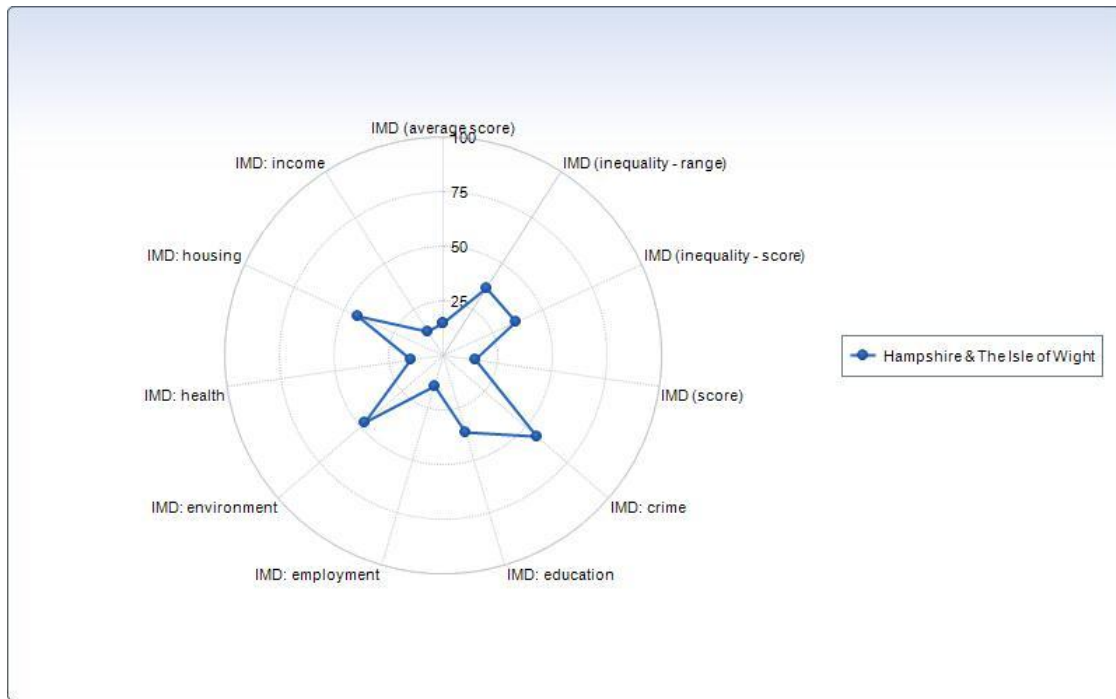 IMD (average score)
100
IMD: income
IMD (inequality - range)
75
IMD: housing
50
IMD (inequality - score)
25
Hampshire & The Isle of Wight
IMD: health
IMD (score)
IMD: environment
IMD: crime
IMD: employment
IMD: education